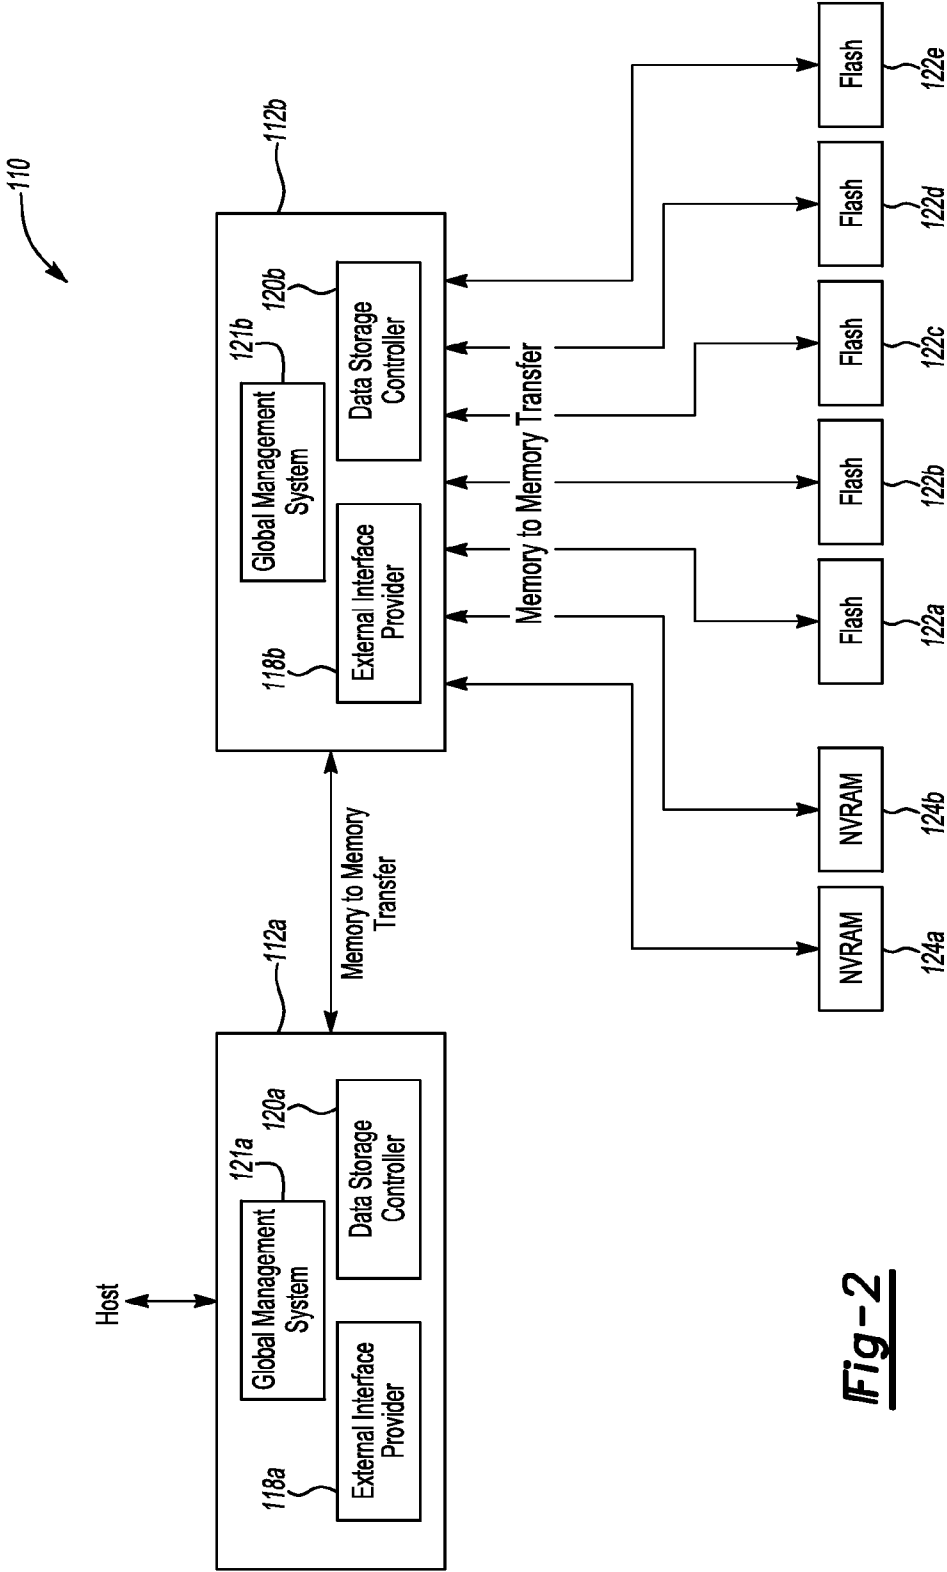 110
Host
112a
Global Management
System
121a
External Interface
Provider
118a
Data Storage
Controller
120a
Memory to Memory
Transfer
112b
Global Management
System
121b
External Interface
Provider
118b
Data Storage
Controller
120b
Memory to Memory Transfer
NVRAM
124a
NVRAM
124b
Flash
122a
Flash
122b
Flash
122c
Flash
122d
Flash
122e
Fig-2